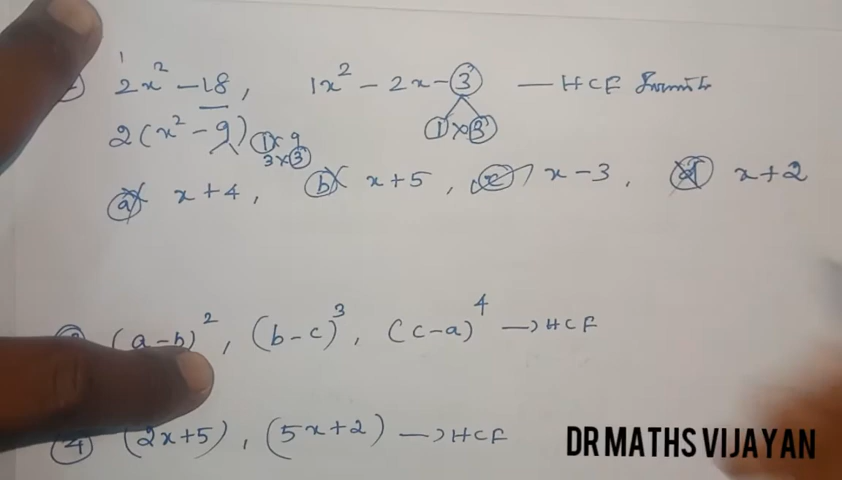 2x² - 18, 1x² - 2x - 3 — HCF
2(x² - 9) 1×9 1×3
3×3
a x + 4, b x + 5, c x - 3, d x + 2
(a-b)², (b-c)³, (c-a)⁴ → HCF
4 (2x+5), (5x+2) → HCF
DR MATHS VIJAYAN